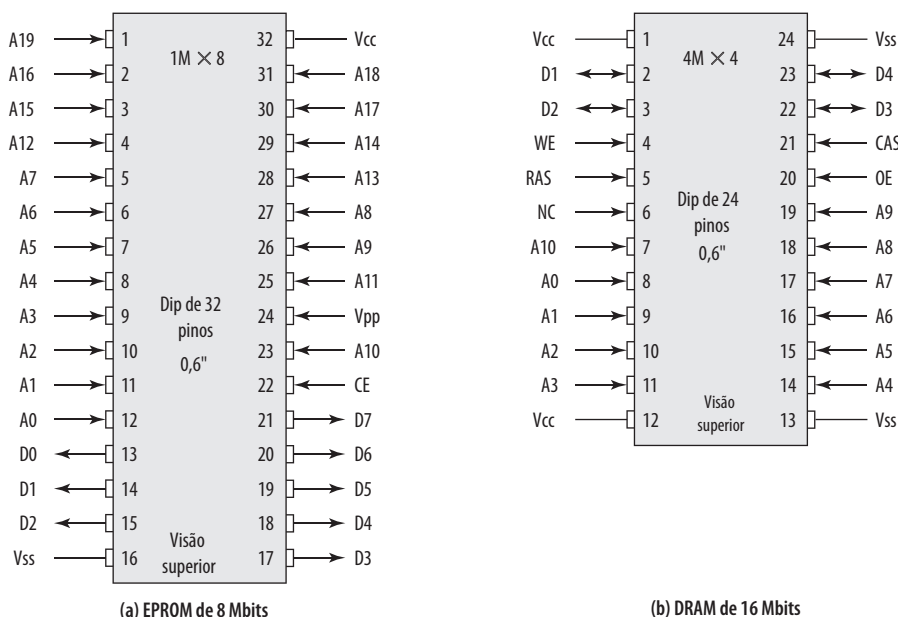 A19 1 32 Vcc
1M × 8
A16 2 31 A18
A15 3 30 A17
A12 4 29 A14
A7 5 28 A13
A6 6 27 A8
A5 7 26 A9
A4 8 25 A11
Dip de 32
pinos
0,6"
A3 9 24 Vpp
A2 10 23 A10
A1 11 22 CE
A0 12 21 D7
D0 13 20 D6
D1 14 19 D5
D2 15 18 D4
Vss 16 17 D3
Visão
superior
(a) EPROM de 8 Mbits
Vcc 1 24 Vss
4M × 4
D1 2 23 D4
D2 3 22 D3
WE 4 21 CAS
RAS 5 20 OE
Dip de 24
pinos
0,6"
NC 6 19 A9
A10 7 18 A8
A0 8 17 A7
A1 9 16 A6
A2 10 15 A5
A3 11 14 A4
Vcc 12 13 Vss
Visão
superior
(b) DRAM de 16 Mbits